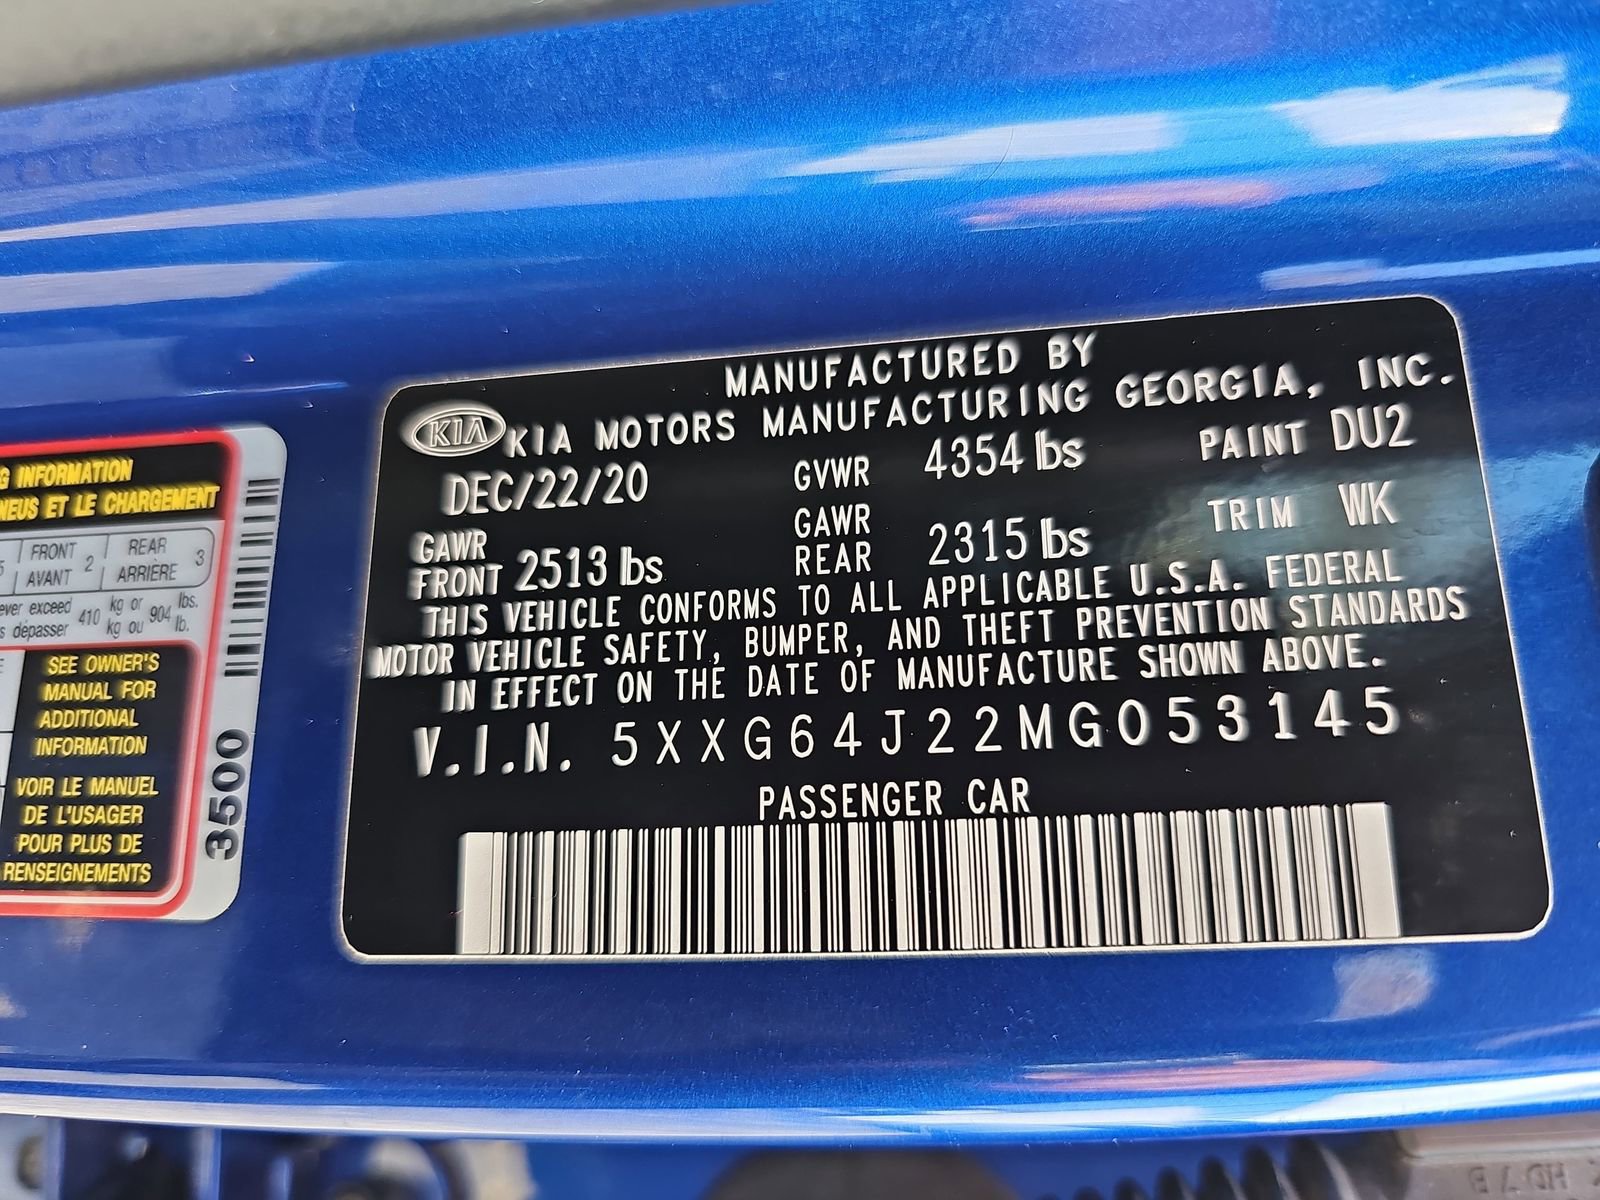 MANUFACTURED BY
KIA KIA MOTORS MANUFACTURING GEORGIA, INC.
DEC/22/20 GVWR 4354 lbs PAINT DU2
GAWR FRONT 2513 lbs GAWR REAR 2315 lbs TRIM WK
THIS VEHICLE CONFORMS TO ALL APPLICABLE U.S.A. FEDERAL
MOTOR VEHICLE SAFETY, BUMPER, AND THEFT PREVENTION STANDARDS
IN EFFECT ON THE DATE OF MANUFACTURE SHOWN ABOVE.
V.I.N. 5XXG64J22MG053145
PASSENGER CAR
INFORMATION
ET LE CHARGEMENT
FRONT AVANT 2 REAR ARRIÈRE 3
exceed 410 kg or 904 lbs.
dépasser kg ou lb.
SEE OWNER'S
MANUAL FOR
ADDITIONAL
INFORMATION
VOIR LE MANUEL
DE L'USAGER
POUR PLUS DE
RENSEIGNEMENTS
3500
HD 7B